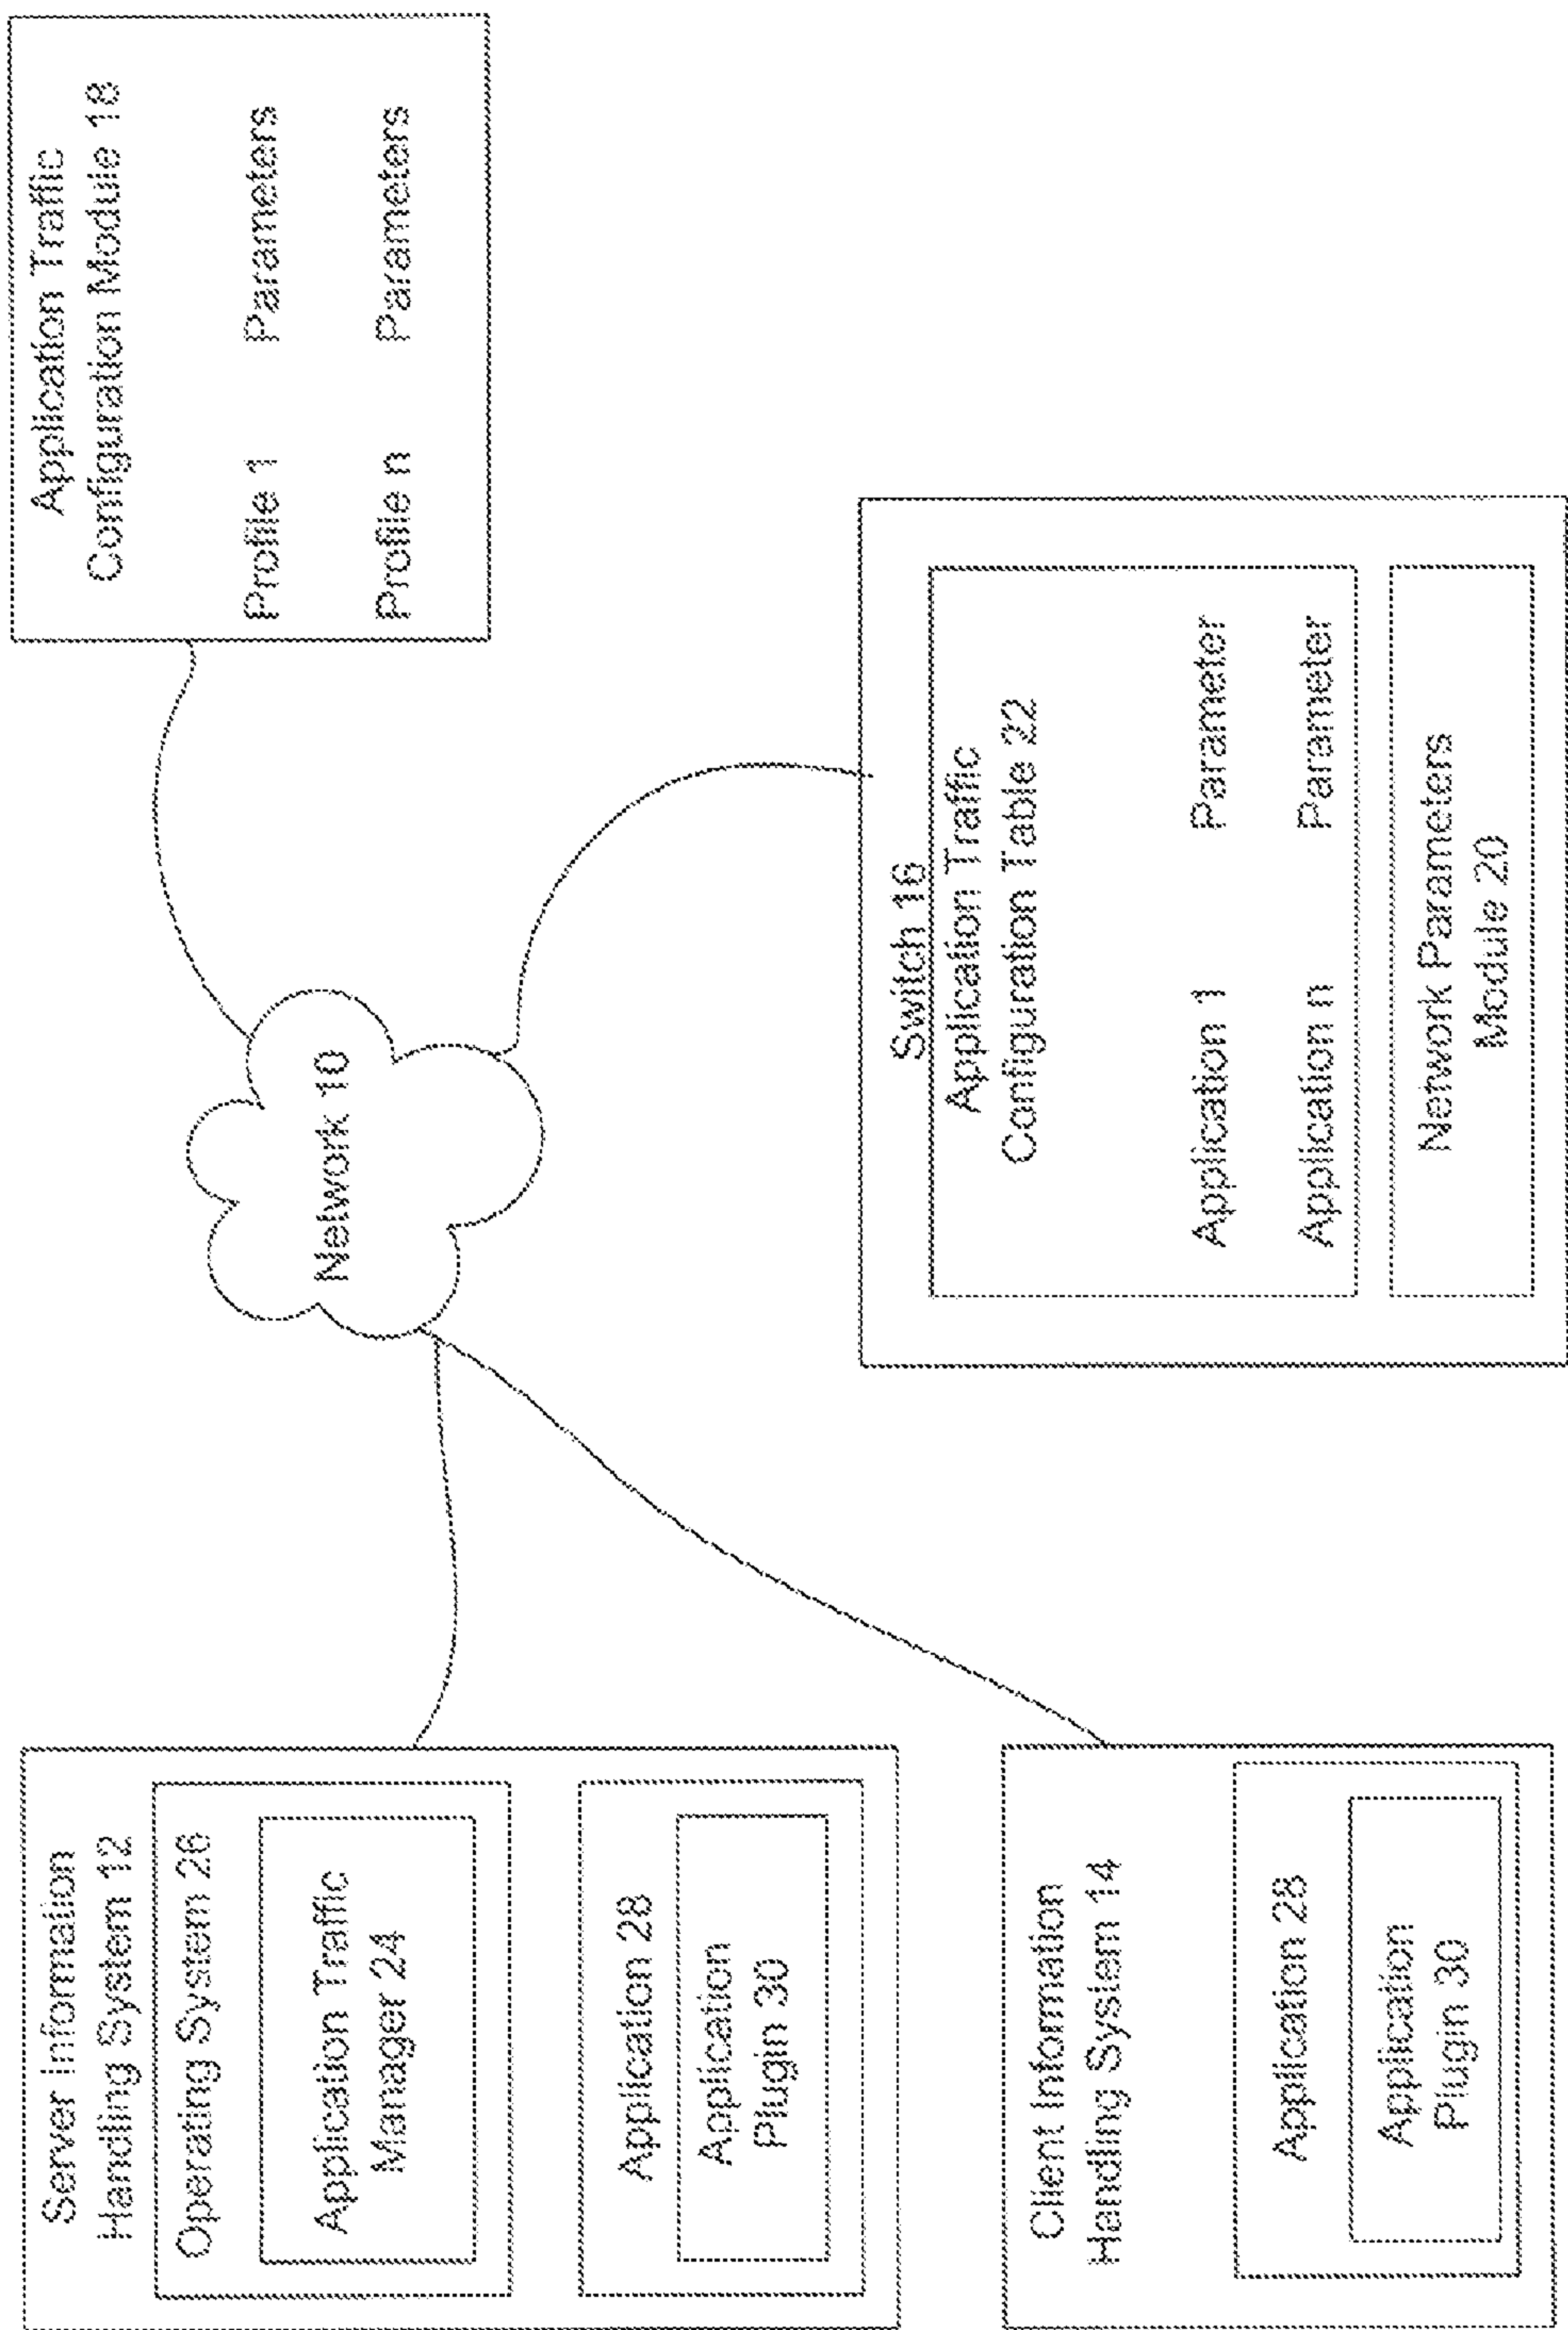 Server Information
Handling System 12
Operating System 26
Application Traffic
Manager 24
Application 28
Application
Plugin 30
Client Information
Handling System 14
Application 28
Application
Plugin 30
Network 10
Application Traffic
Configuration Module 18
Profile 1 Parameters
Profile n Parameters
Switch 16
Application Traffic
Configuration Table 22
Application 1 Parameter
Application n Parameter
Network Parameters
Module 20